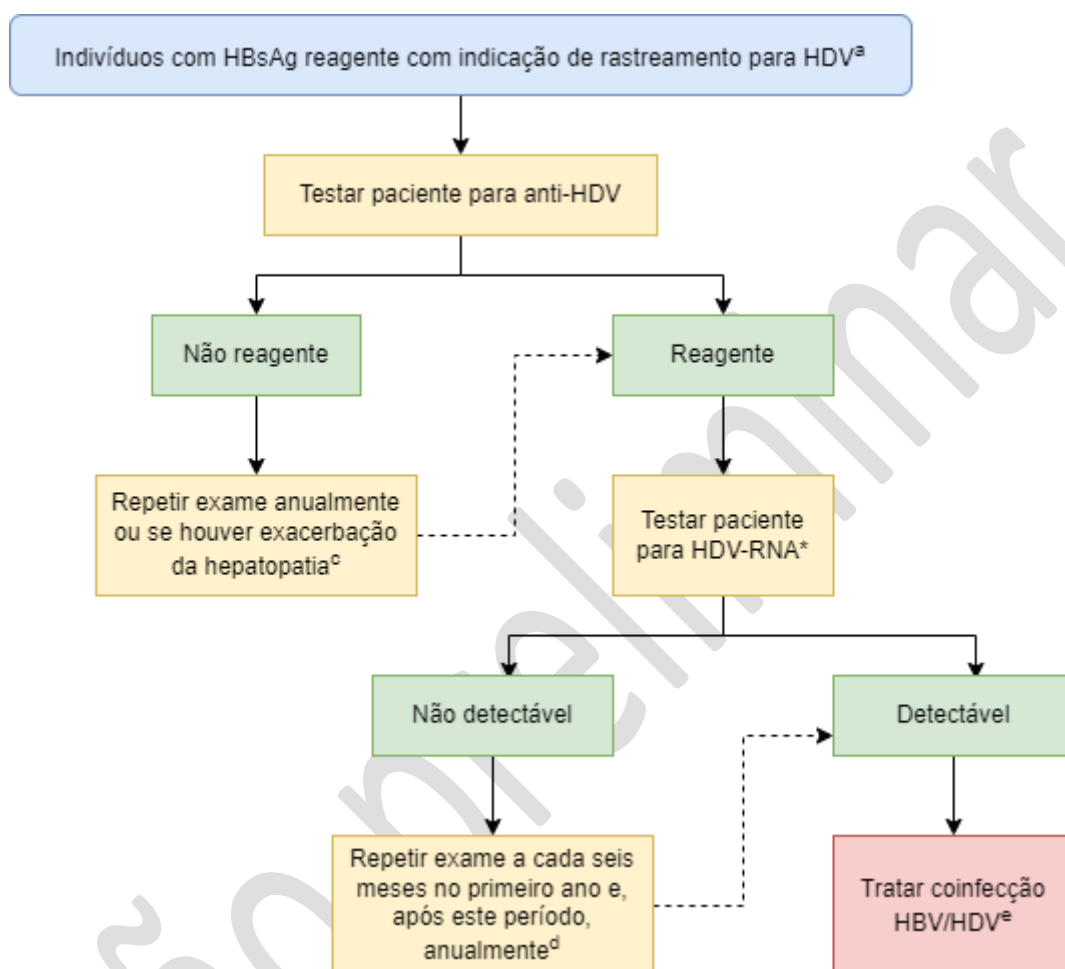 Indivíduos com HBsAg reagente com indicação de rastreamento para HDVᵃ
Testar paciente para anti-HDV
Não reagente
Reagente
Repetir exame anualmente
ou se houver exacerbação
da hepatopatiaᶜ
Testar paciente
para HDV-RNA*
Não detectável
Detectável
Repetir exame a cada seis
meses no primeiro ano e,
após este período,
anualmenteᵈ
Tratar coinfecção
HBV/HDVᵉ